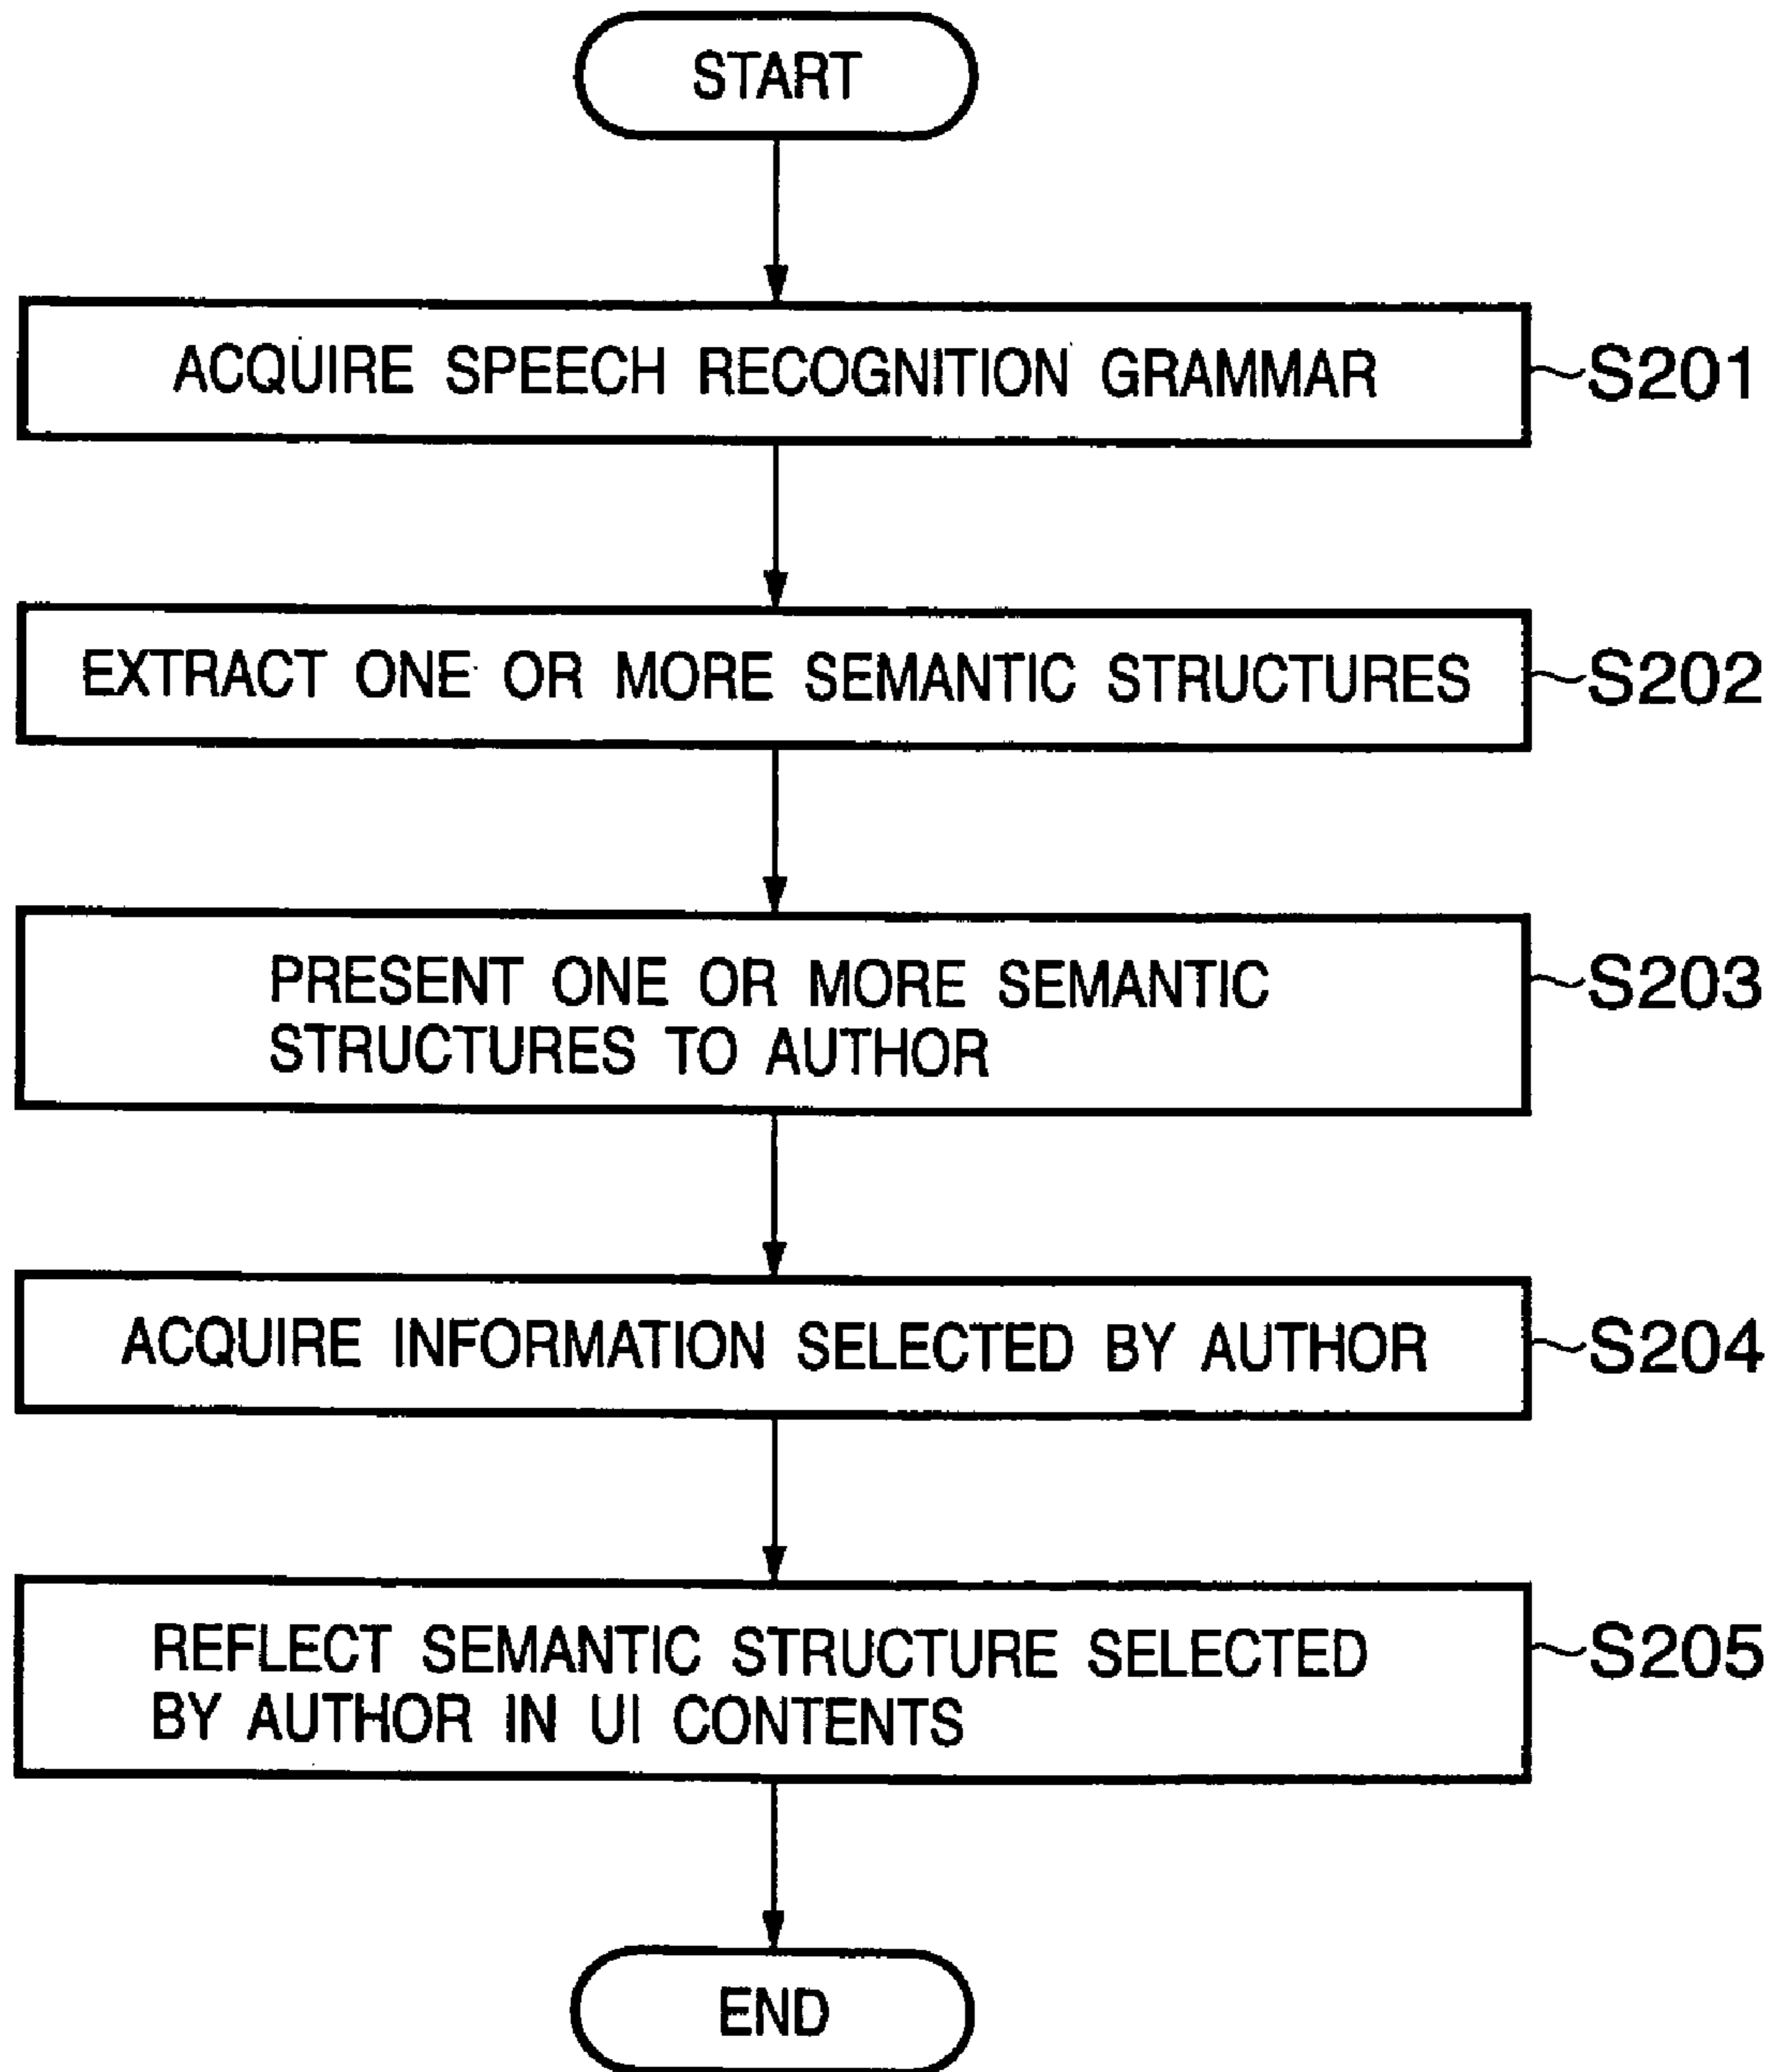 START
ACQUIRE SPEECH RECOGNITION GRAMMAR
S201
EXTRACT ONE OR MORE SEMANTIC STRUCTURES
S202
PRESENT ONE OR MORE SEMANTIC
STRUCTURES TO AUTHOR
S203
ACQUIRE INFORMATION SELECTED BY AUTHOR
S204
REFLECT SEMANTIC STRUCTURE SELECTED
BY AUTHOR IN UI CONTENTS
S205
END